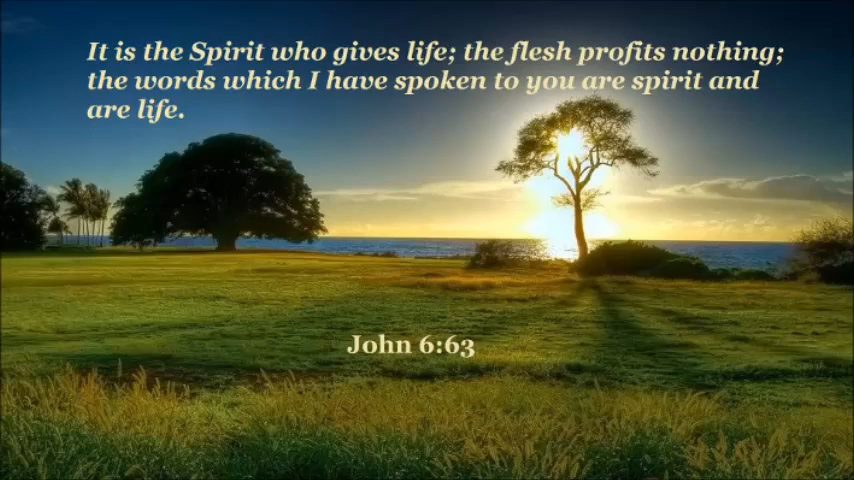 It is the Spirit who gives life; the flesh profits nothing;
the words which I have spoken to you are spirit and
are life.
John 6:63